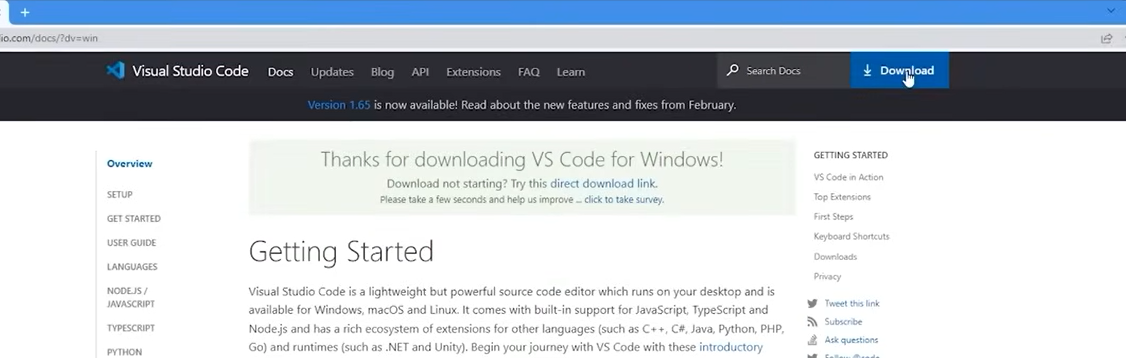 io.com/docs/?dv=win
Visual Studio Code Docs Updates Blog API Extensions FAQ Learn Search Docs Download
Version 1.65 is now available! Read about the new features and fixes from February.
Overview
SETUP
GET STARTED
USER GUIDE
LANGUAGES
NODE.JS /
JAVASCRIPT
TYPESCRIPT
PYTHON
Thanks for downloading VS Code for Windows!
Download not starting? Try this direct download link.
Please take a few seconds and help us improve ... click to take survey.
Getting Started
Visual Studio Code is a lightweight but powerful source code editor which runs on your desktop and is
available for Windows, macOS and Linux. It comes with built-in support for JavaScript, TypeScript and
Node.js and has a rich ecosystem of extensions for other languages (such as C++, C#, Java, Python, PHP,
Go) and runtimes (such as .NET and Unity). Begin your journey with VS Code with these introductory
GETTING STARTED
VS Code in Action
Top Extensions
First Steps
Keyboard Shortcuts
Downloads
Privacy
Tweet this link
Subscribe
Ask questions
Follow @code